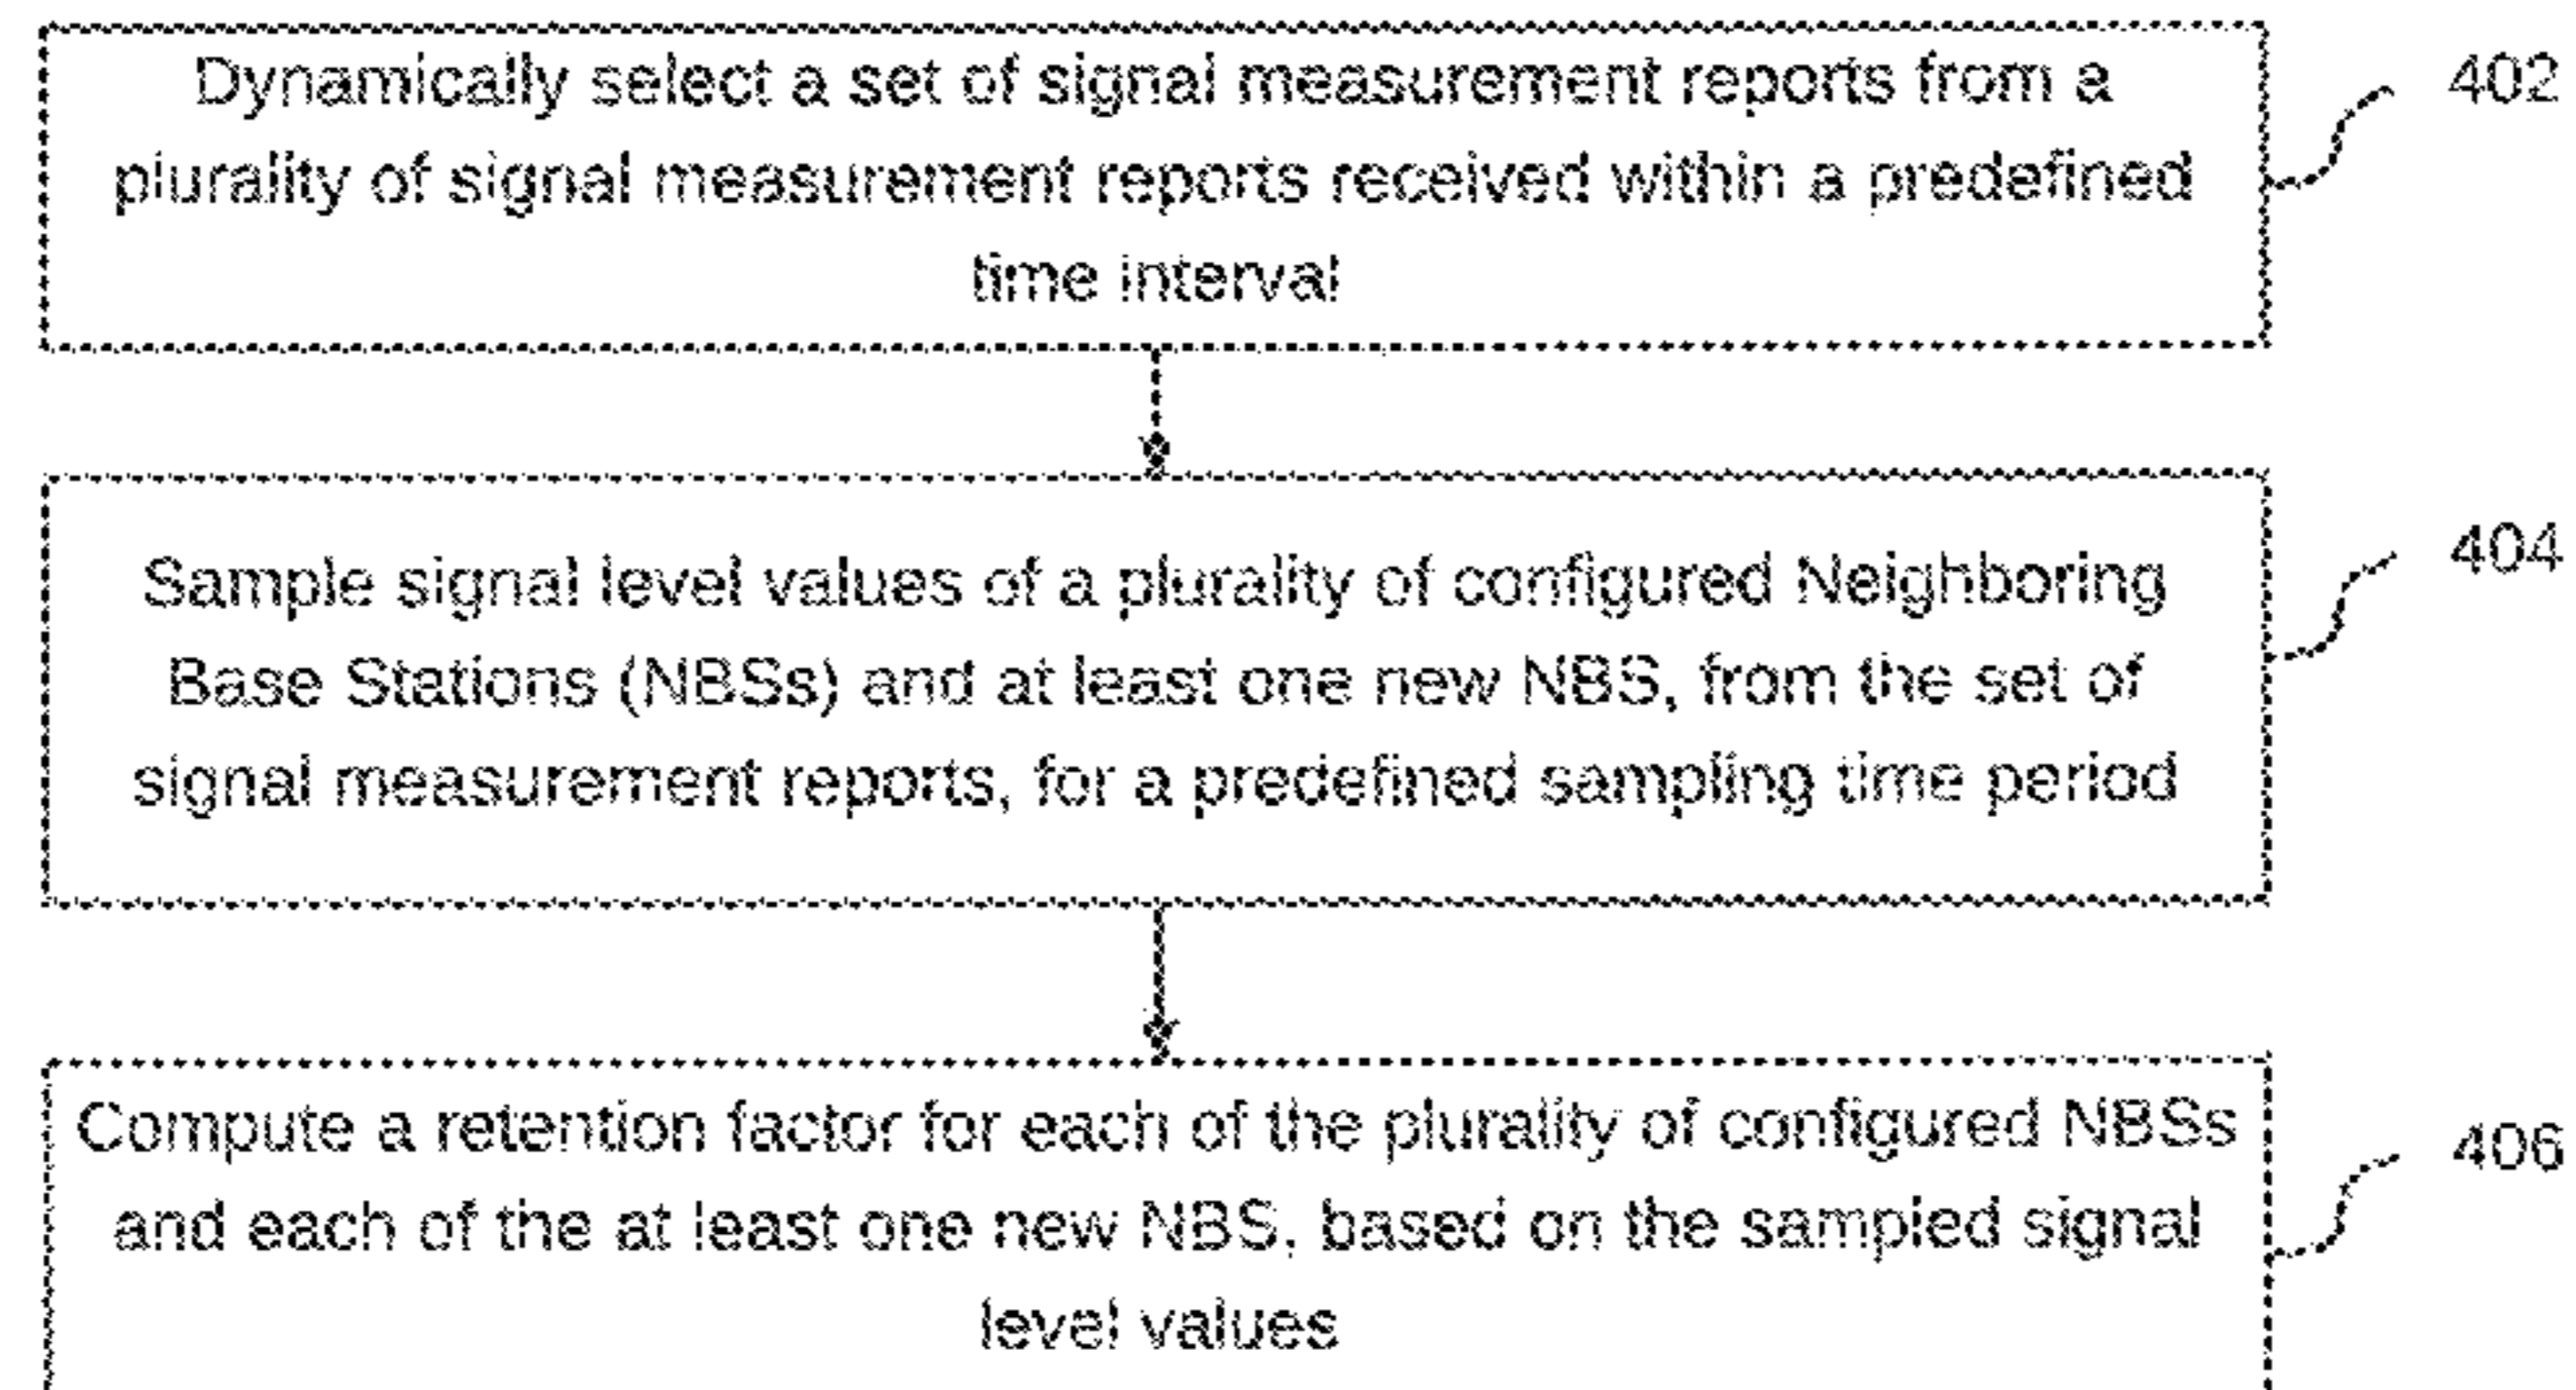 Dynamically select a set of signal measurement reports from a
402
plurality of signal measurement reports received within a predefined
time interval
Sample signal level values of a plurality of configured Neighboring
404
Base Stations (NBSs) and at least one new NBS, from the set of
signal measurement reports, for a predefined sampling time period
Compute a retention factor for each of the plurality of configured NBSs
406
and each of the at least one new NBS, based on the sampled signal
level values